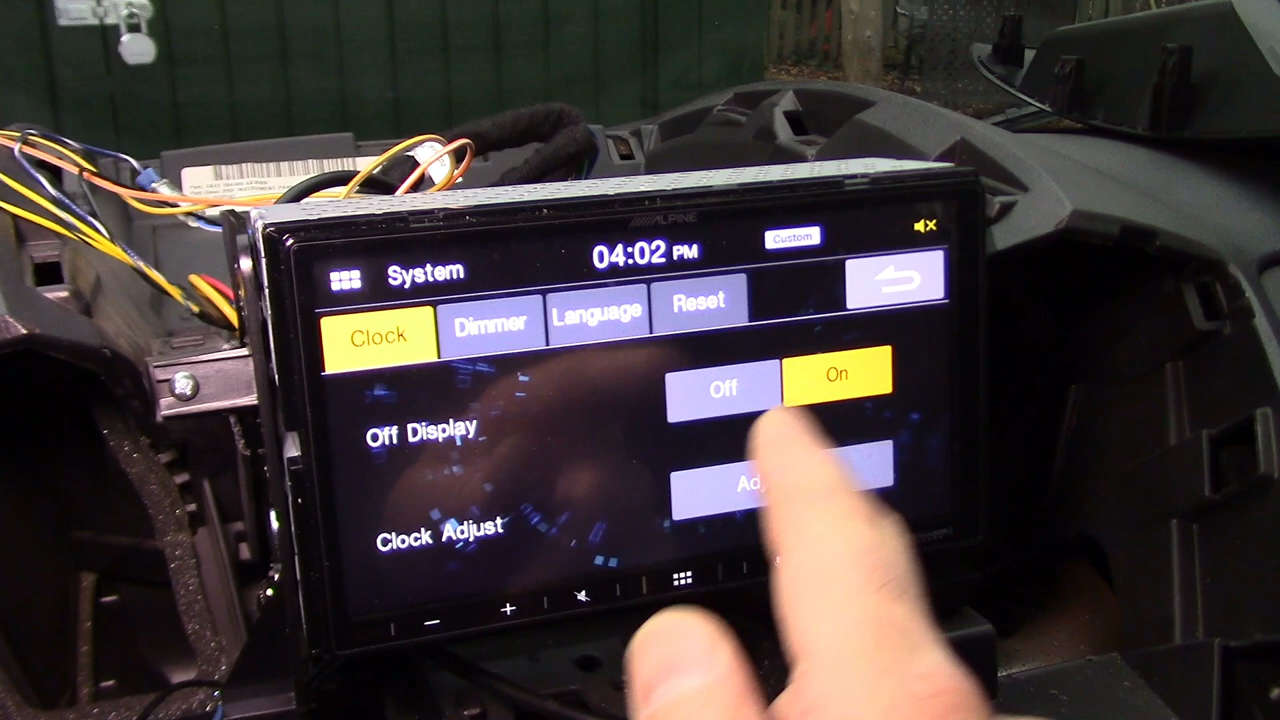 ALPINE
System
04:02 PM
Custom
Clock
Dimmer
Language
Reset
Off Display
Off
On
Clock Adjust